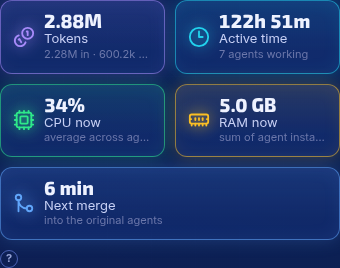 2.88M
Tokens
2.28M in · 600.2k ...
122h 51m
Active time
7 agents working
34%
CPU now
average across ag...
5.0 GB
RAM now
sum of agent insta...
6 min
Next merge
into the original agents
?